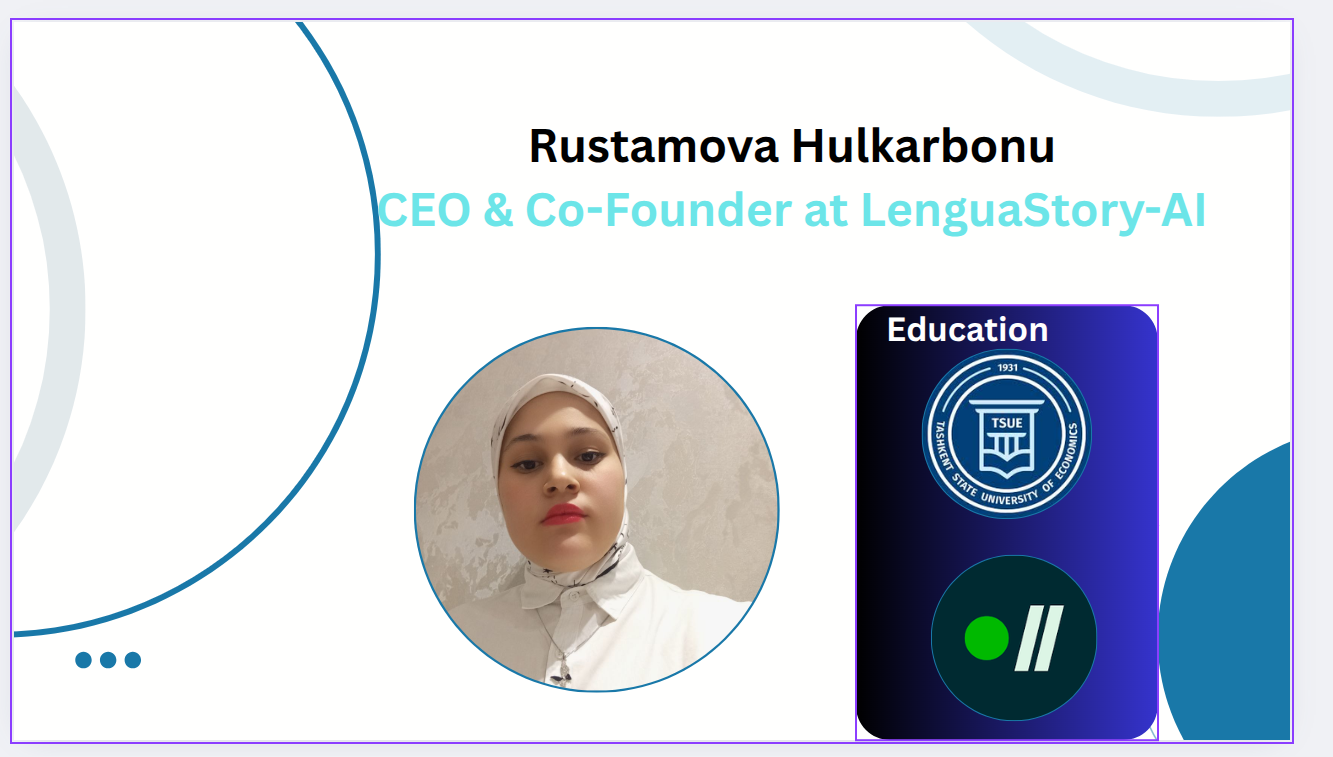 Rustamova Hulkarbonu
CEO & Co-Founder at LenguaStory-AI
Education
1931
TSUE
TASHKENT STATE UNIVERSITY OF ECONOMICS